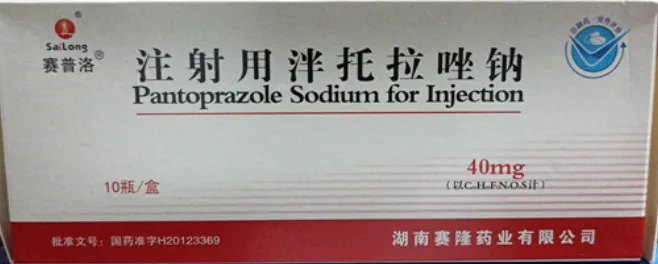 SaiLong
赛普洛®
注射用泮托拉唑钠
Pantoprazole Sodium for Injection
40mg
10瓶/盒
批准文号：国药准字H20123369
湖南赛隆药业有限公司